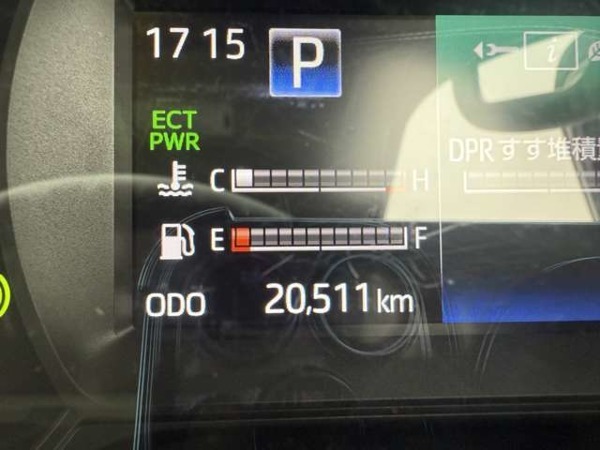 17 15 P
ECT
PWR
C H
DPRすす堆積
E F
ODO 20,511 km
i